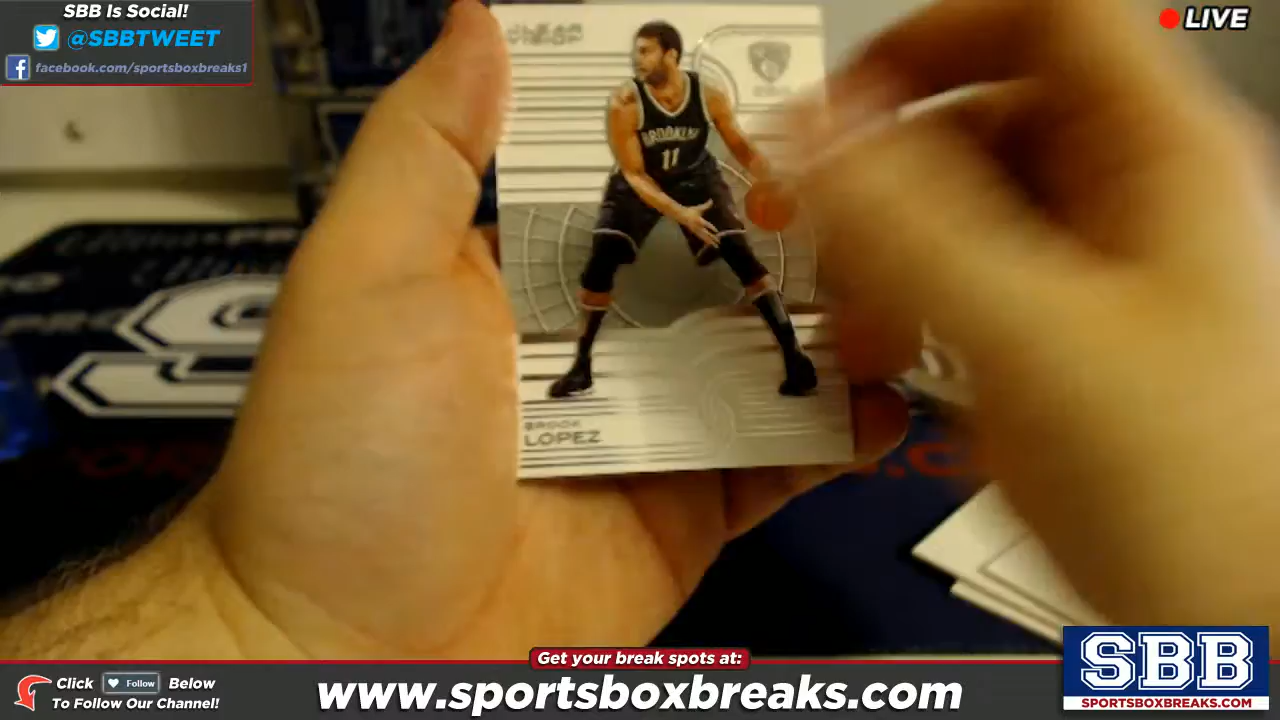 SBB Is Social!
@SBBTWEET
facebook.com/sportsboxbreaks1
LIVE
BROOKLYN
11
BROOK
LOPEZ
Get your break spots at:
Click Follow Below
To Follow Our Channel!
www.sportsboxbreaks.com
SBB
SPORTSBOXBREAKS.COM